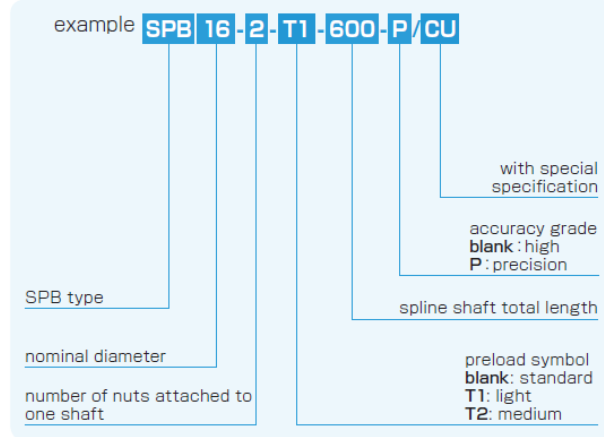 example SPB 16 - 2 - T1 - 600 - P / CU
with special
specification
accuracy grade
blank : high
P : precision
SPB type
spline shaft total length
nominal diameter
preload symbol
blank: standard
T1: light
T2: medium
number of nuts attached to
one shaft